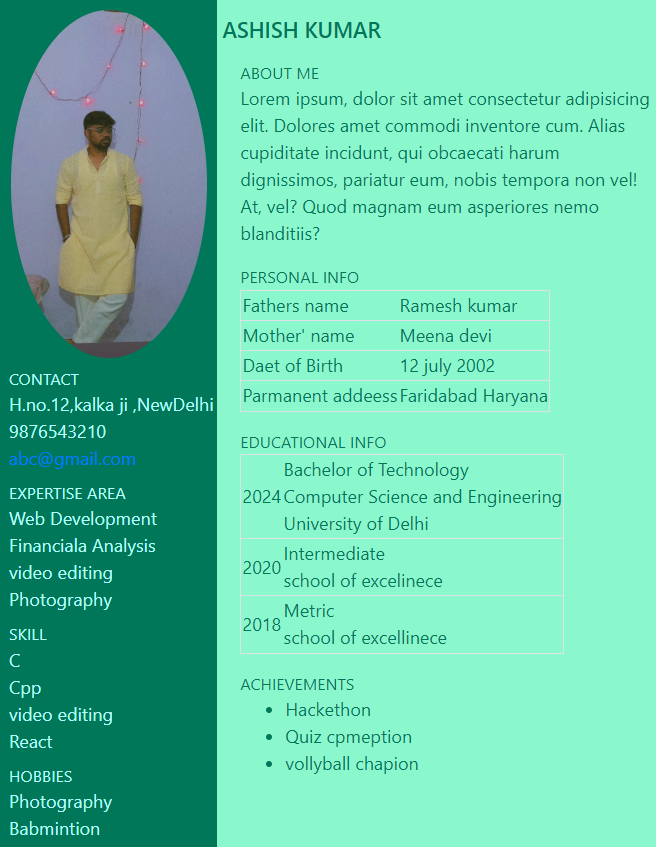 ASHISH KUMAR
CONTACT
H.no.12,kalka ji ,NewDelhi
9876543210
abc@gmail.com
EXPERTISE AREA
Web Development
Financiala Analysis
video editing
Photography
SKILL
C
Cpp
video editing
React
HOBBIES
Photography
Babmintion
ABOUT ME
Lorem ipsum, dolor sit amet consectetur adipisicing
elit. Dolores amet commodi inventore cum. Alias
cupiditate incidunt, qui obcaecati harum
dignissimos, pariatur eum, nobis tempora non vel!
At, vel? Quod magnam eum asperiores nemo
blanditiis?
PERSONAL INFO
Fathers name Ramesh kumar
Mother' name Meena devi
Daet of Birth 12 july 2002
Parmanent addeess Faridabad Haryana
EDUCATIONAL INFO
Bachelor of Technology
2024 Computer Science and Engineering
University of Delhi
2020 Intermediate
school of excelinece
2018 Metric
school of excellinece
ACHIEVEMENTS
• Hackethon
• Quiz cpmeption
• vollyball chapion